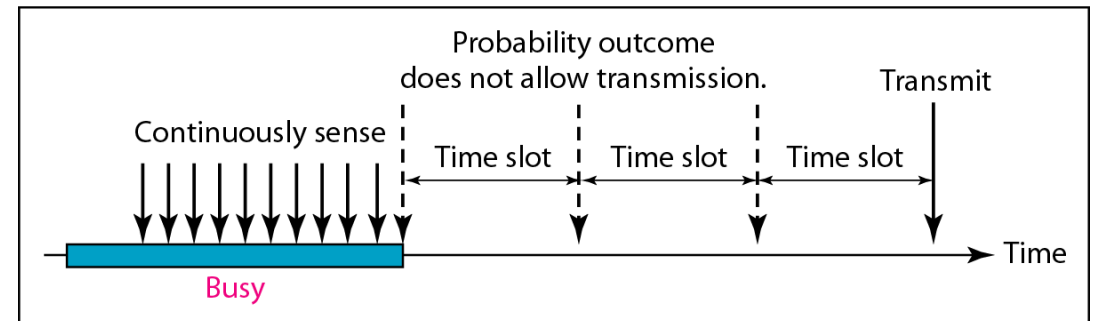 Probability outcome
does not allow transmission.
Transmit
Continuously sense
Time slot
Time slot
Time slot
Time
Busy